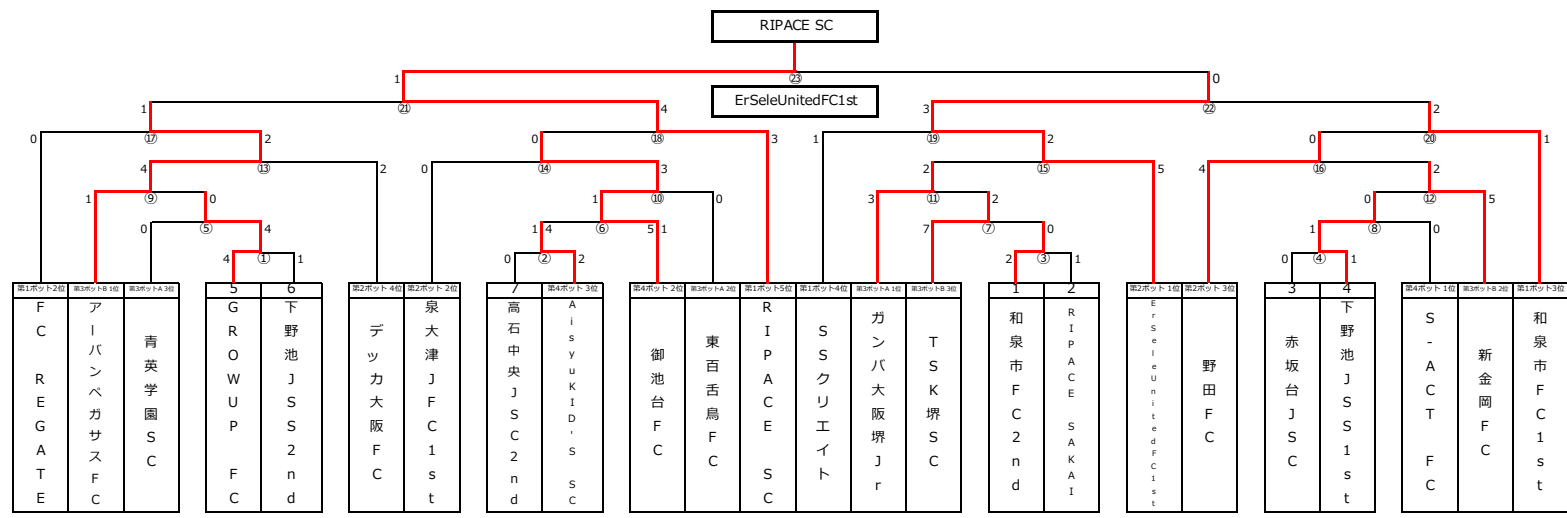 RIPACE SC
1 ㉓ 0
ErSeleUnitedFC1st
1 ㉑ 4 3 ㉒ 2
0 ⑰ 2 0 ⑱ 3 1 ⑲ 2 0 ⑳ 1
4 ⑬ 2 0 ⑭ 3 2 ⑮ 5 4 ⑯ 2
1 ⑨ 0 1 ⑩ 0 3 ⑪ 2 0 ⑫ 5
0 ⑤ 4 1 4 ⑥ 5 1 7 ⑦ 0 1 ⑧ 0
4 ① 1 0 ② 2 2 ③ 1 0 ④ 1
第1ポット2位 第3ポットB 1位 第3ポットA 3位 5 6 第2ポット 4位 第2ポット 2位 7 第4ポット 3位 第4ポット 2位 第3ポットA 2位 第1ポット5位 第1ポット4位 第3ポットA 1位 第3ポットB 3位 1 2 第2ポット 1位 第2ポット 3位 3 4 第4ポット 1位 第3ポットB 2位 第1ポット3位
FC REGATE
アーバンペガサスFC
青英学園SC
GROWUP FC
下野池JSS2nd
デッカ大阪FC
泉大津JFC1st
高石中央JSC2nd
AisyuKID'S SC
御池台FC
東百舌鳥FC
RIPACE SC
SSクリエイト
ガンバ大阪堺Jr
TSK堺SC
和泉市FC2nd
RIPACE SAKAI
ErSeleUnitedFC1st
野田FC
赤坂台JSC
下野池JSS1st
S-ACT FC
新金岡FC
和泉市FC1st